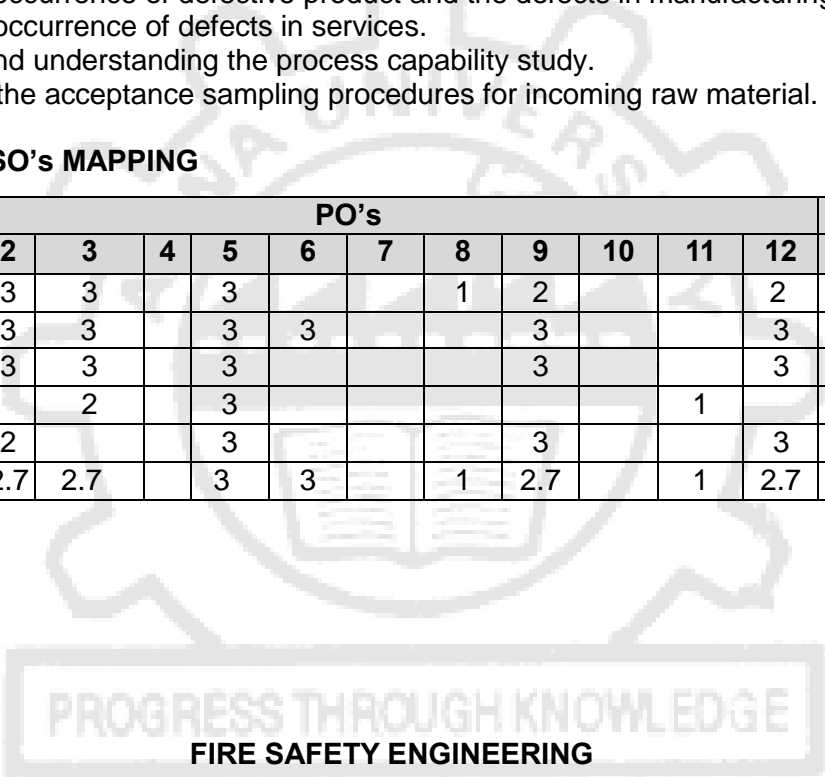 occurrence of defective product and the defects in manufacturing
occurrence of defects in services.
nd understanding the process capability study.
the acceptance sampling procedures for incoming raw material.
SO's MAPPING
PO's
2 3 4 5 6 7 8 9 10 11 12
3 3 3 1 2 2
3 3 3 3 3 3
3 3 3 3 3
2 3 1
2 3 3 3
2.7 2.7 3 3 1 2.7 1 2.7
PROGRESS THROUGH KNOWLEDGE
FIRE SAFETY ENGINEERING